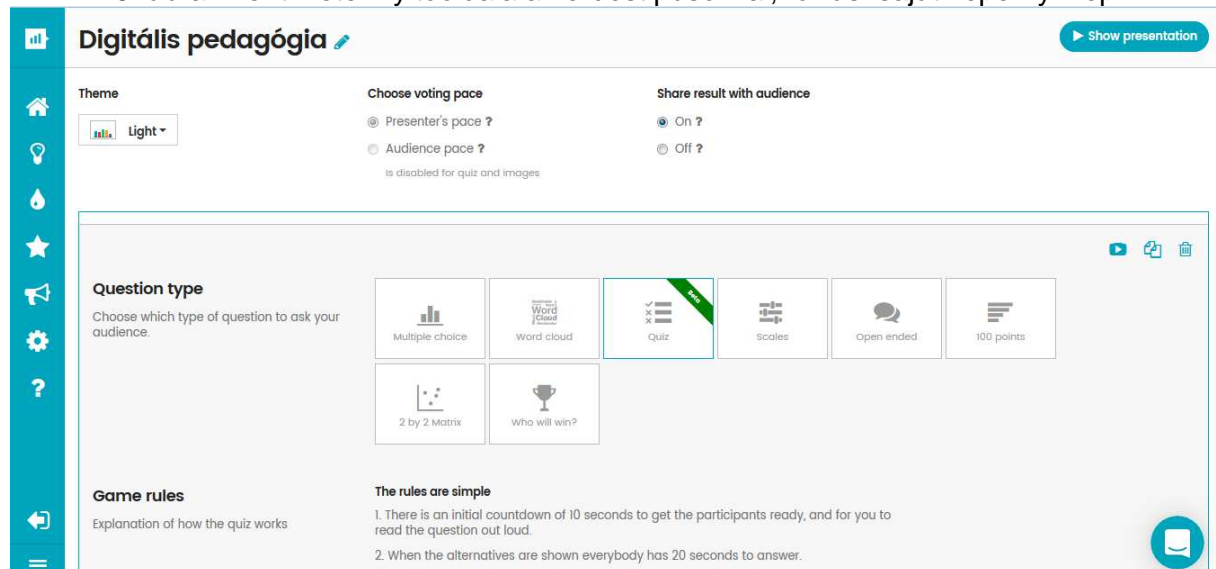 Digitális pedagógia
Show presentation
Theme
Light
Choose voting pace
Presenter's pace ?
Audience pace ?
Is disabled for quiz and images
Share result with audience
On ?
Off ?
Question type
Choose which type of question to ask your
audience.
Multiple choice
Word Cloud
Word cloud
Beta
Quiz
Scales
Open ended
100 points
2 by 2 Matrix
Who will win?
Game rules
Explanation of how the quiz works
The rules are simple
1. There is an initial countdown of 10 seconds to get the participants ready, and for you to
read the question out loud.
2. When the alternatives are shown everybody has 20 seconds to answer.